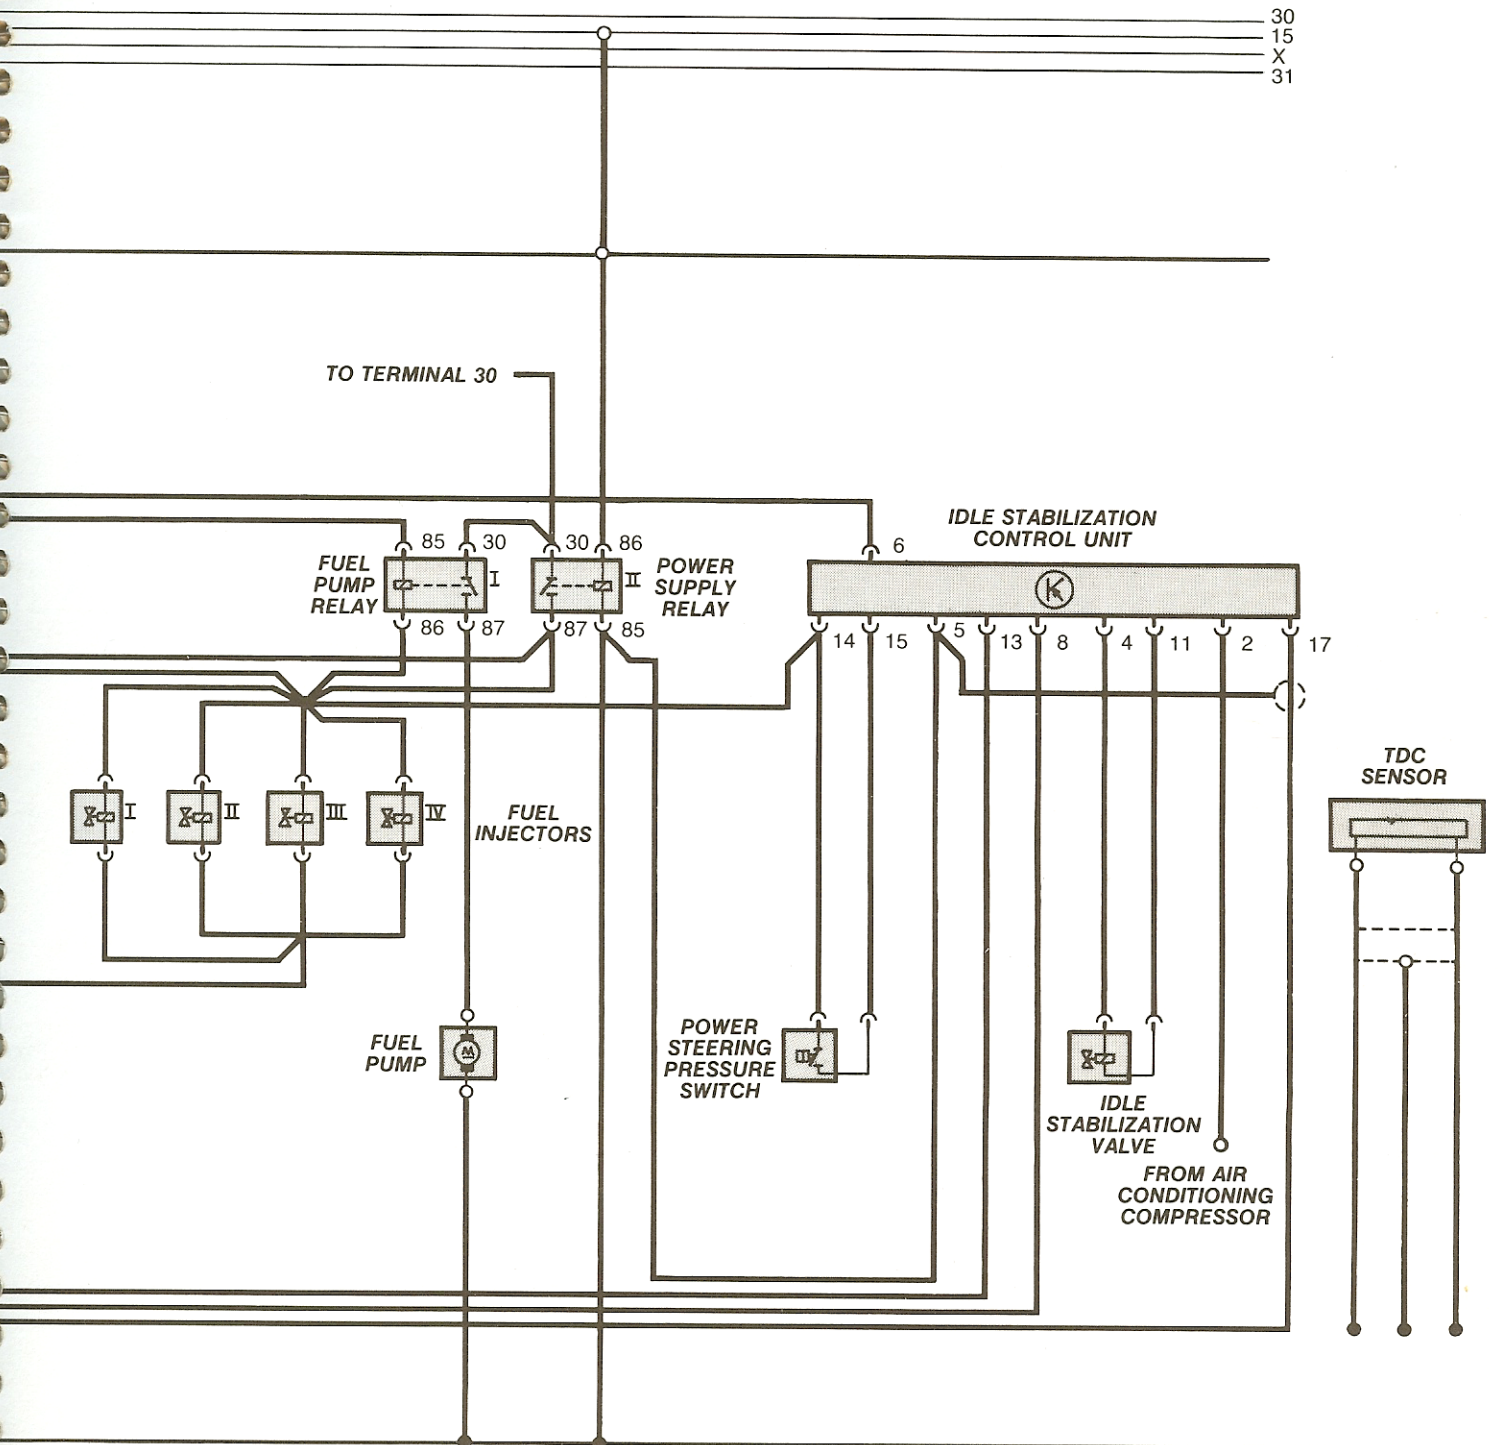 30
15
X
31
TO TERMINAL 30
IDLE STABILIZATION
CONTROL UNIT
85 30 30 86 6
FUEL
PUMP
RELAY
I
II
POWER
SUPPLY
RELAY
86 87 87 85
14 15 5 13 8 4 11 2 17
TDC
SENSOR
I II III IV
FUEL
INJECTORS
FUEL
PUMP
M
POWER
STEERING
PRESSURE
SWITCH
IDLE
STABILIZATION
VALVE
FROM AIR
CONDITIONING
COMPRESSOR